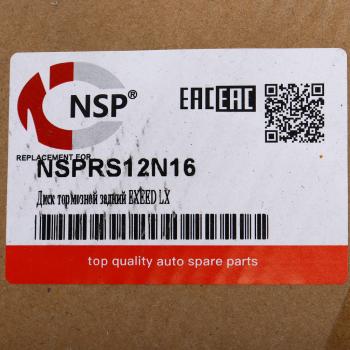 NSP®
EAC EAC
REPLACEMENT FOR
NSPRS12N16
Диск тормозной задний EXEED LX
top quality auto spare parts